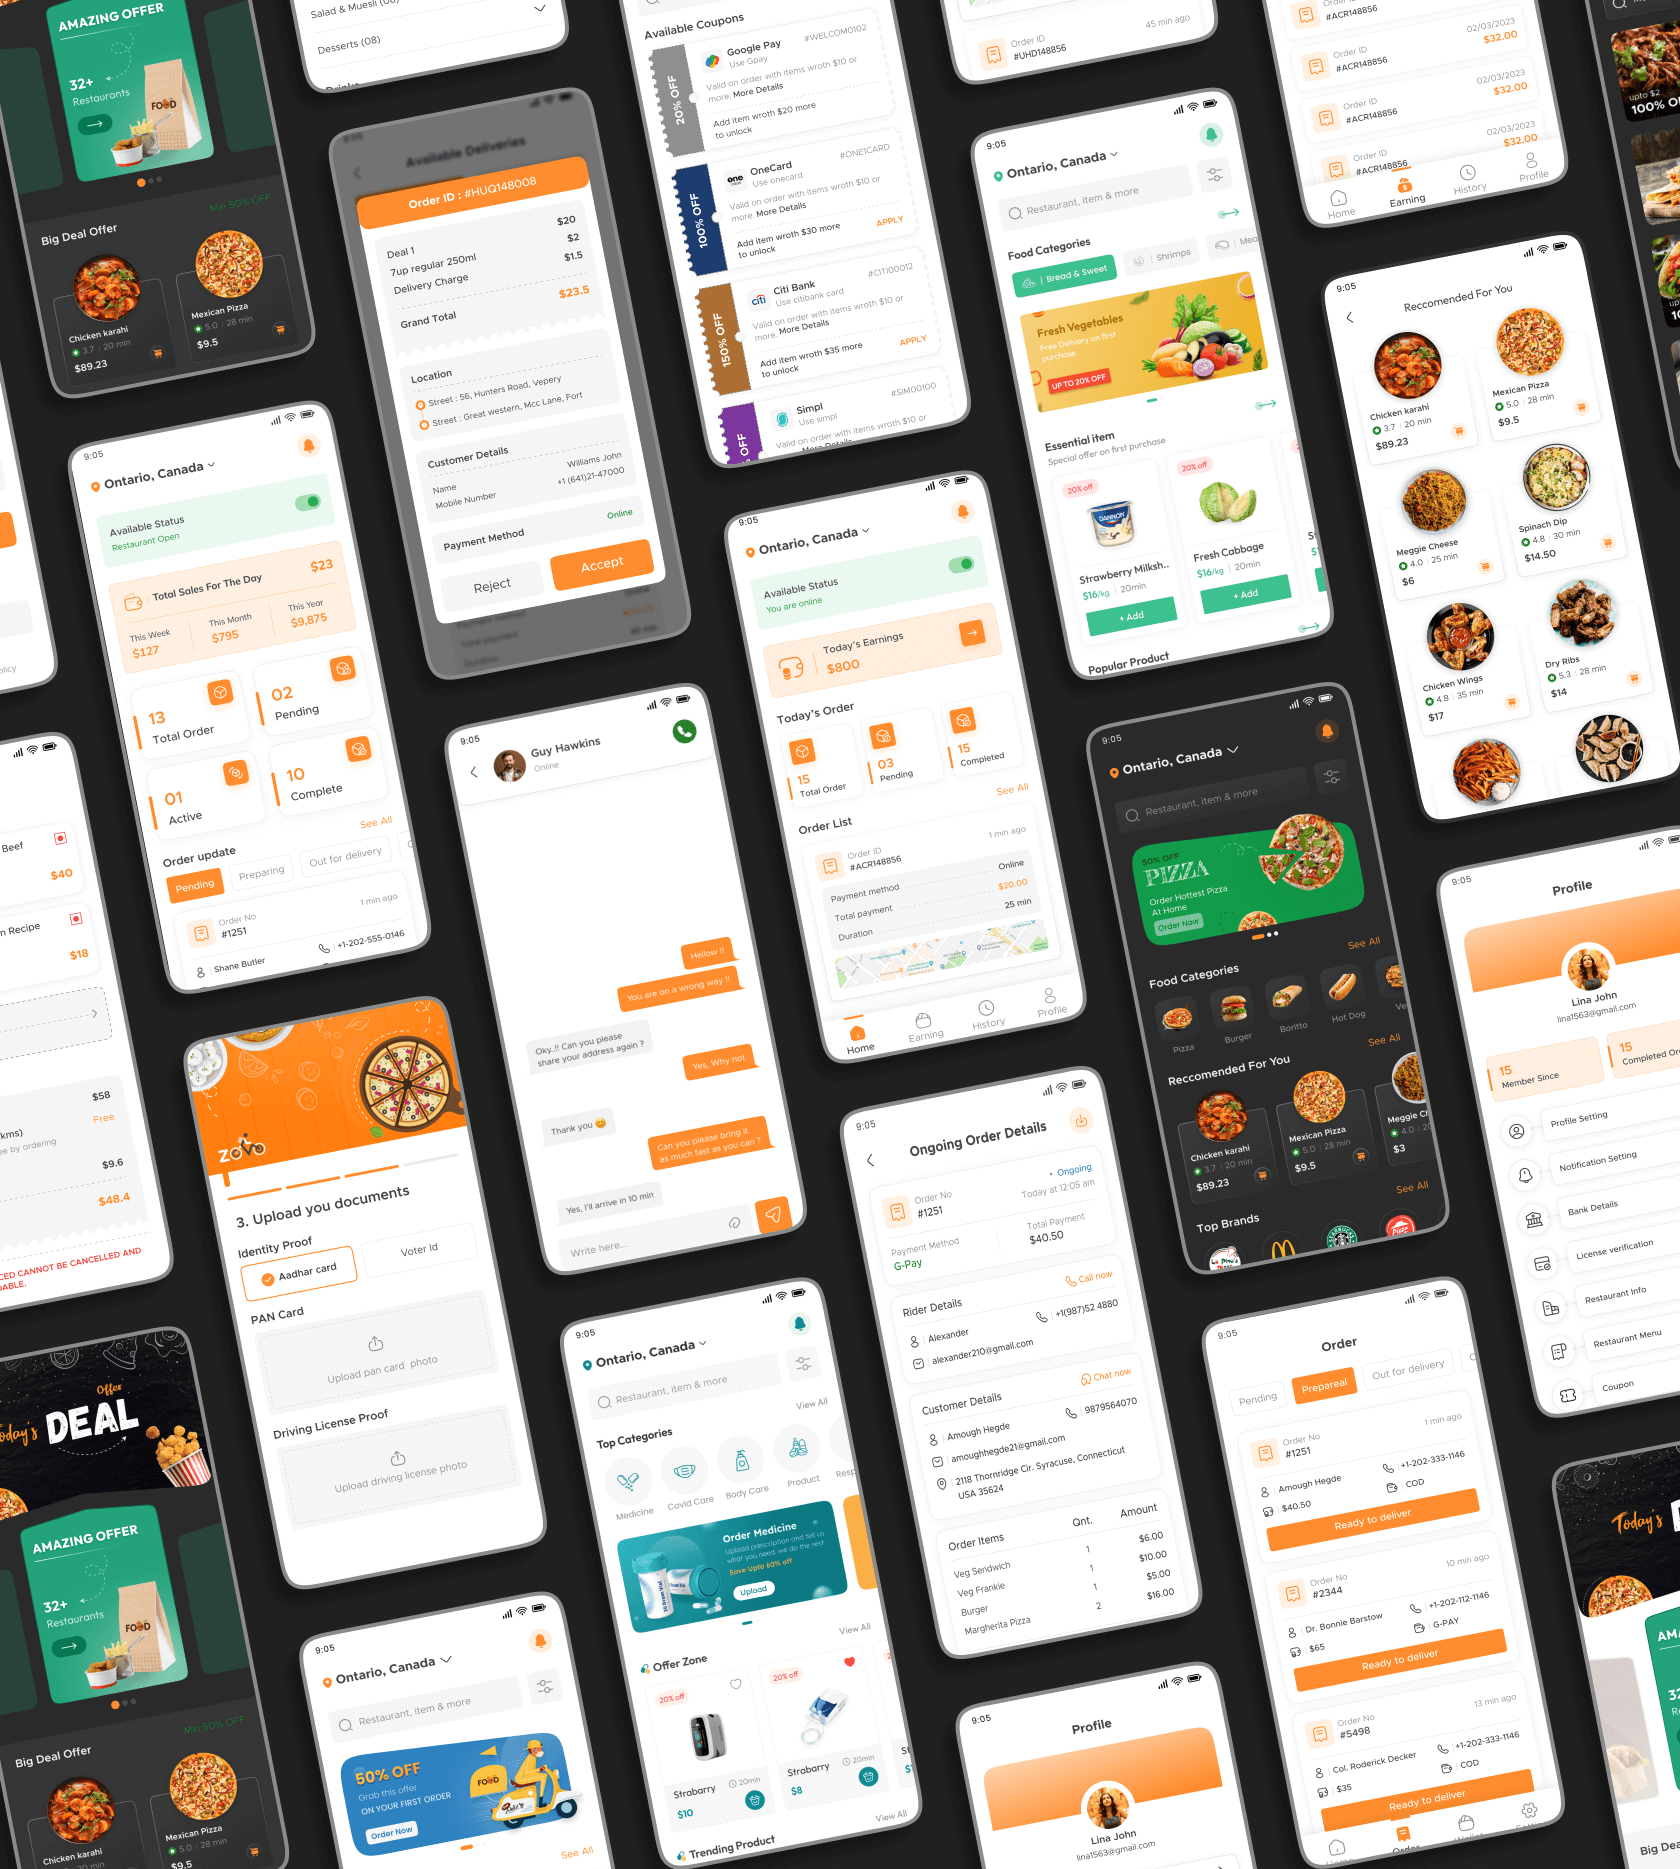 AMAZING OFFER
32+
Restaurants
FOOD
Min 50% OFF
Big Deal Offer
Chicken karahi
3.7 | 20 min
$89.23
Mexican Pizza
5.0 | 28 min
$9.5
Salad & Muesli (08)
Desserts (08)
9:05
Available Deliveries
Order ID : #HUQ148008
Deal 1
$20
7up regular 250ml
$2
Delivery Charge
$1.5
Grand Total
$23.5
Location
Street : 56, Hunters Road, Vepery
Street : Great western, Mcc Lane, Fort
Customer Details
Name
Williams John
Mobile Number
+1 (641)21-47000
Payment Method
Online
Reject
Accept
Available Coupons
20% OFF
Google Pay
#WELCOM0102
Use Gpay
Valid on order with items wroth $10 or
more. More Details
Add item wroth $20 more
to unlock
100% OFF
one
OneCard
#ONE1CARD
Use onecard
Valid on order with items wroth $10 or
more. More Details
Add item wroth $30 more
to unlock
APPLY
150% OFF
citi
Citi Bank
#CITI00012
Use citibank card
Valid on order with items wroth $10 or
more. More Details
Add item wroth $35 more
to unlock
APPLY
OFF
Simpl
#SIM00100
Use simpl
Valid on order with items wroth $10 or
more. More Details
45 min ago
Order ID
#UHD148856
9:05
Ontario, Canada
Restaurant, item & more
Food Categories
Bread & Sweet
Shrimps
Mea
Fresh Vegetables
Free Delivery on first
purchase
UP TO 20% OFF
Essential item
Special offer on first purchase
20% off
DANNON
Strawberry Milksh..
$16/kg | 20min
+ Add
20% off
Fresh Cabbage
$16/kg | 20min
+ Add
Popular Product
#ACR148856
Order ID
#ACR148856
02/03/2023
$32.00
Order ID
#ACR148856
02/03/2023
$32.00
Order ID
#ACR148856
02/03/2023
$32.00
Home
Earning
History
Profile
upto $2
9:05
Reccomended For You
Chicken karahi
3.7 | 20 min
$89.23
Mexican Pizza
5.0 | 28 min
$9.5
Meggie Cheese
4.0 | 25 min
$6
Spinach Dip
4.8 | 30 min
$14.50
Chicken Wings
4.8 | 35 min
$17
Dry Ribs
5.3 | 28 min
$14
9:05
Ontario, Canada
Available Status
Restaurant Open
Total Sales For The Day
$23
This Week
$127
This Month
$795
This Year
$9,875
13
Total Order
02
Pending
01
Active
10
Complete
See All
Order update
Pending
Preparing
Out for delivery
Order No
#1251
1 min ago
Shane Butler
+1-202-555-0146
9:05
Guy Hawkins
Online
Hellow !!
You are on a wrong way !!
Oky..!! Can you please
share your address again ?
Yes, Why not
Thank you
Can you please bring it
as much fast as you can ?
Yes, I'll arrive in 10 min
Write here...
9:05
Ontario, Canada
Available Status
You are online
Today's Earnings
$800
Today's Order
15
Total Order
03
Pending
15
Completed
See All
Order List
Order ID
#ACR148856
1 min ago
Payment method
Online
Total payment
$20.00
Duration
25 min
Home
Earning
History
Profile
9:05
Ontario, Canada
Restaurant, item & more
50% OFF
PIZZA
Order Hottest Pizza
At Home
Order Now
See All
Food Categories
Pizza
Burger
Boritto
Hot Dog
Ve
See All
Reccomended For You
Chicken karahi
3.7 | 20 min
$89.23
Mexican Pizza
5.0 | 28 min
$9.5
Meggie Ch
4.0 | 2
$3
See All
Top Brands
9:05
Profile
Lina John
lina1563@gmail.com
15
Member Since
15
Completed Or
Profile Setting
Notification Setting
Bank Details
License verification
Restaurant Info
Restaurant Menu
Coupon
Beef
$40
n Recipe
$18
$58
kms)
Free
ee by ordering
$9.6
$48.4
CED CANNOT BE CANCELLED AND
DABLE.
ZOVO
3. Upload you documents
Identity Proof
Aadhar card
Voter Id
PAN Card
Upload pan card photo
Driving License Proof
Upload driving license photo
9:05
Ontario, Canada
Restaurant, item & more
View All
Top Categories
Medicine
Covid Care
Body Care
Product
Resp
Order Medicine
Upload prescription and tell us
what you need, we do the rest.
Save Upto 60% off
Upload
View All
Offer Zone
20% off
Strabarry
20min
$10
20% off
Strabarry
20min
$8
View All
Trending Product
9:05
Ongoing Order Details
Order No
#1251
Ongoing
Today at 12:05 am
Payment Method
G-Pay
Total Payment
$40.50
Rider Details
Call now
Alexander
+1(987)52 4880
alexander210@gmail.com
Customer Details
Chat now
Amough Hegde
9879564070
amoughhegde21@gmail.com
2118 Thornridge Cir. Syracuse, Connecticut
USA 35624
Order Items
Qnt.
Amount
Veg Sendwich
1
$6.00
Veg Frankie
1
$10.00
Burger
1
$5.00
Margherita Pizza
2
$16.00
9:05
Order
Pending
Prepareal
Out for delivery
Order No
#1251
1 min ago
Amough Hegde
+1-202-333-1146
$40.50
COD
Ready to deliver
Order No
#2344
10 min ago
Dr. Bonnie Barstow
+1-202-112-1146
$65
G-PAY
Ready to deliver
Order No
#5498
13 min ago
Col. Roderick Decker
+1-202-333-1146
$35
COD
Ready to deliver
Offer
oday's
DEAL
AMAZING OFFER
32+
Restaurants
FOOD
Min 50% OFF
Big Deal Offer
Chicken karahi
Mexican Pizza
5.0 | 28 min
$9.5
9:05
Ontario, Canada
Restaurant, item & more
50% OFF
Grab this offer
ON YOUR FIRST ORDER
Order Now
FOOD
See All
9:05
Profile
Lina John
lina1563@gmail.com
Today's
AM
32
Re
Big Dea